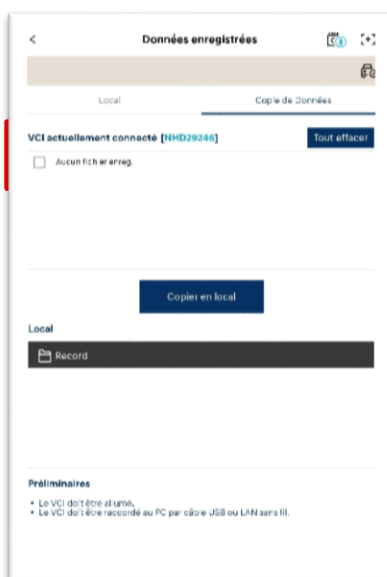 Données enregistrées
Local
Copie de Données
VCI actuellement connecté [NHD29246]
Tout effacer
Aucun fichier enreg.
Copier en local
Local
Record
Préliminaires
• Le VCI doit être allumé.
• Le VCI doit être raccordé au PC par câble USB ou LAN sans fil.